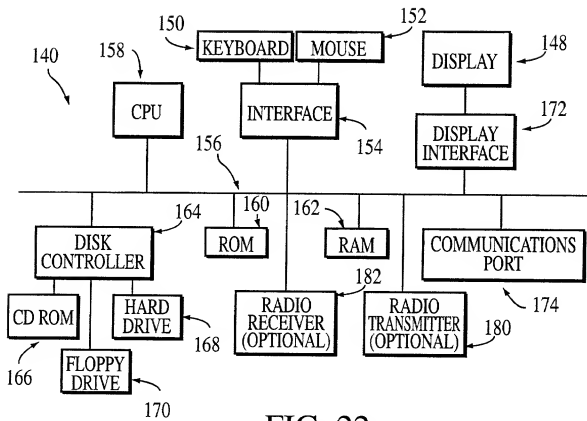 150
152
KEYBOARD
MOUSE
158
140
CPU
INTERFACE
154
DISPLAY
148
172
DISPLAY
INTERFACE
156
164
160
162
ROM
RAM
DISK
CONTROLLER
COMMUNICATIONS
PORT
174
182
CD ROM
HARD
DRIVE
166
168
RADIO
RECEIVER
(OPTIONAL)
RADIO
TRANSMITTER
(OPTIONAL)
180
FLOPPY
DRIVE
170
FIG. 22